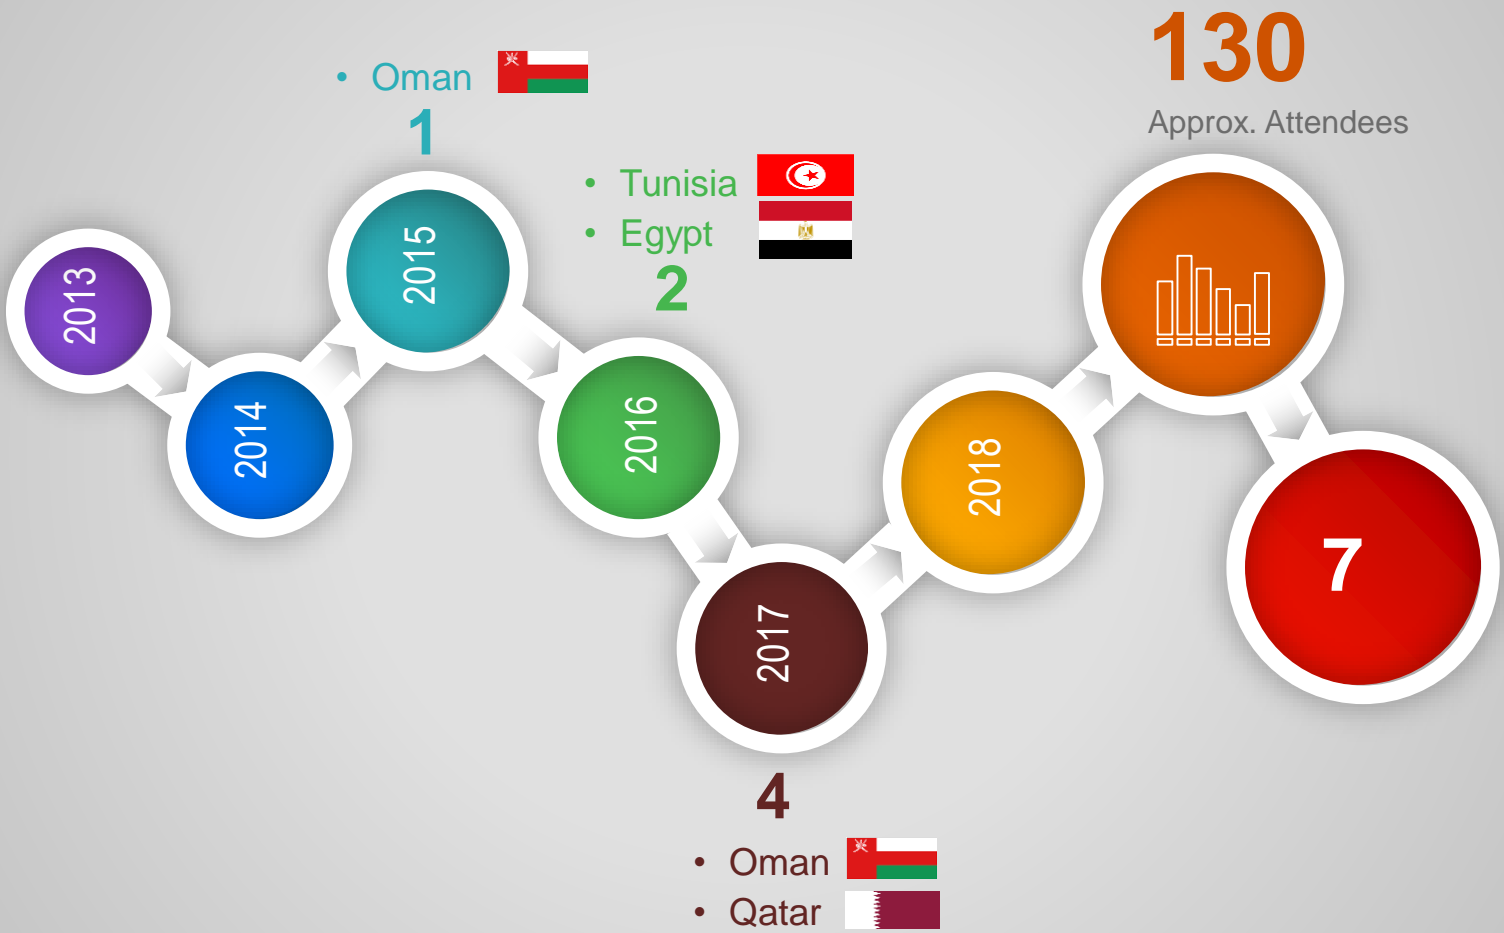 130
Approx. Attendees
• Oman
1
• Tunisia
• Egypt
2
2013
2014
2015
2016
2017
2018
7
4
• Oman
• Qatar